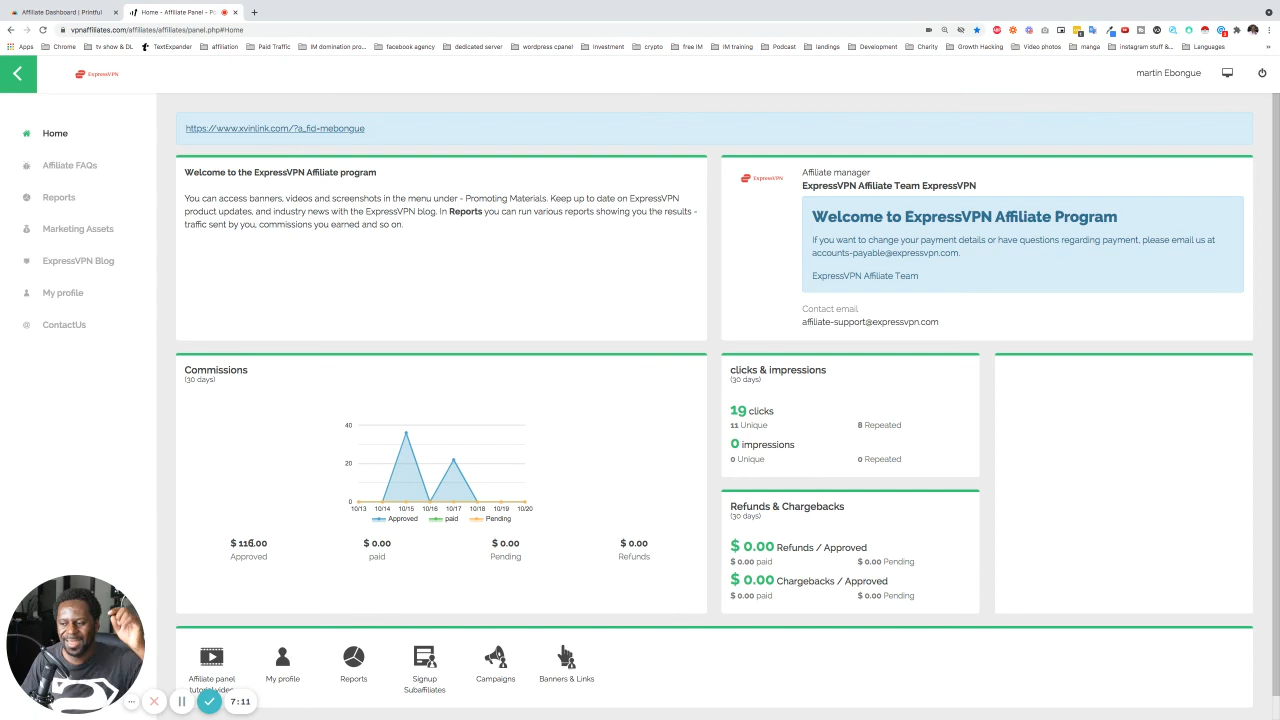 Affiliate Dashboard | Printful
Home - Affiliate Panel - Po
vpnaffiliates.com/affiliates/affiliates/panel.php#Home
Apps
Chrome
tv show & DL
TextExpander
affiliation
Paid Traffic
IM domination pro...
facebook agency
dedicated server
wordpress cpanel
Investment
crypto
free IM
IM training
Podcast
landings
Development
Charity
Growth Hacking
Video photos
manga
instagram stuff &...
Languages
»
ExpressVPN
martin Ebongue
Home
Affiliate FAQs
Reports
Marketing Assets
ExpressVPN Blog
My profile
ContactUs
https://www.xvinlink.com/?a_fid=mebongue
Welcome to the ExpressVPN Affiliate program
You can access banners, videos and screenshots in the menu under - Promoting Materials. Keep up to date on ExpressVPN
product updates, and industry news with the ExpressVPN blog. In Reports you can run various reports showing you the results -
traffic sent by you, commissions you earned and so on.
ExpressVPN
Affiliate manager
ExpressVPN Affiliate Team ExpressVPN
Welcome to ExpressVPN Affiliate Program
If you want to change your payment details or have questions regarding payment, please email us at
accounts-payable@expressvpn.com.
ExpressVPN Affiliate Team
Contact email
affiliate-support@expressvpn.com
Commissions
(30 days)
40
20
0
10/13 10/14 10/15 10/16 10/17 10/18 10/19 10/20
Approved paid Pending
$ 116.00 $ 0.00 $ 0.00 $ 0.00
Approved paid Pending Refunds
clicks & impressions
(30 days)
19 clicks
11 Unique 8 Repeated
0 impressions
0 Unique 0 Repeated
Refunds & Chargebacks
(30 days)
$ 0.00 Refunds / Approved
$ 0.00 paid $ 0.00 Pending
$ 0.00 Chargebacks / Approved
$ 0.00 paid $ 0.00 Pending
Affiliate panel
tutorial video
My profile
Reports
Signup
Subaffiliates
Campaigns
Banners & Links
7:11